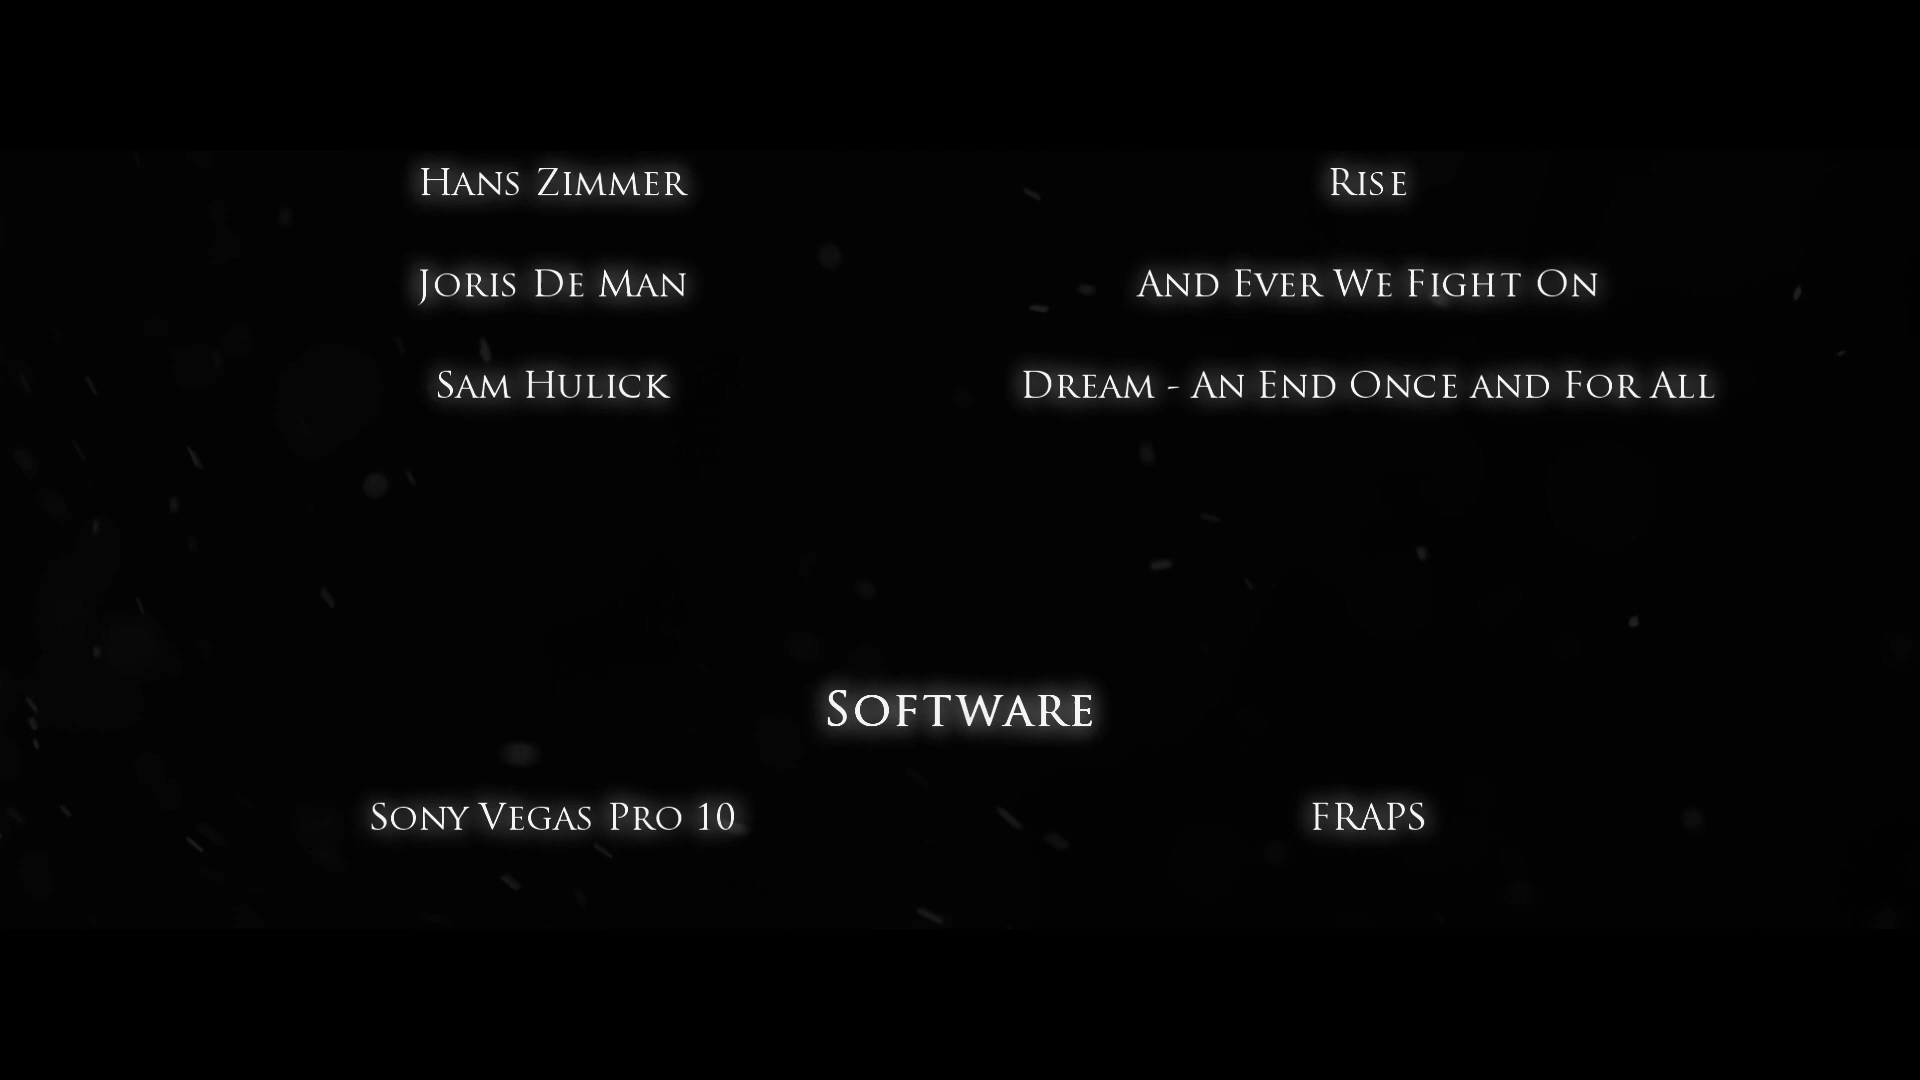 Hans Zimmer Rise
Joris De Man And Ever We Fight On
Sam Hulick Dream - An End Once and For All
Software
Sony Vegas Pro 10 FRAPS